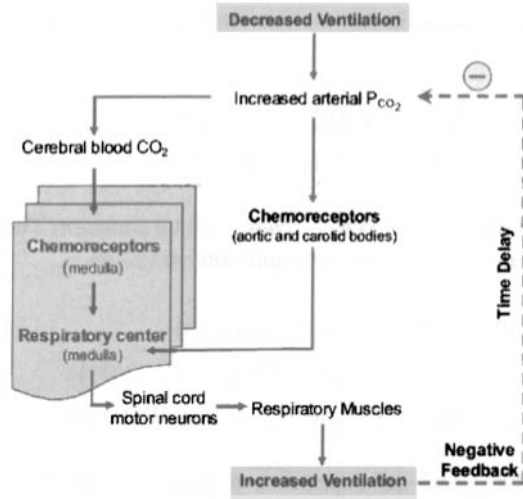 Decreased Ventilation
−
Increased arterial PCO2
Cerebral blood CO2
Chemoreceptors
(aortic and carotid bodies)
Chemoreceptors
(medulla)
Respiratory center
(medulla)
Time Delay
Spinal cord
motor neurons
Respiratory Muscles
Negative
Feedback
Increased Ventilation